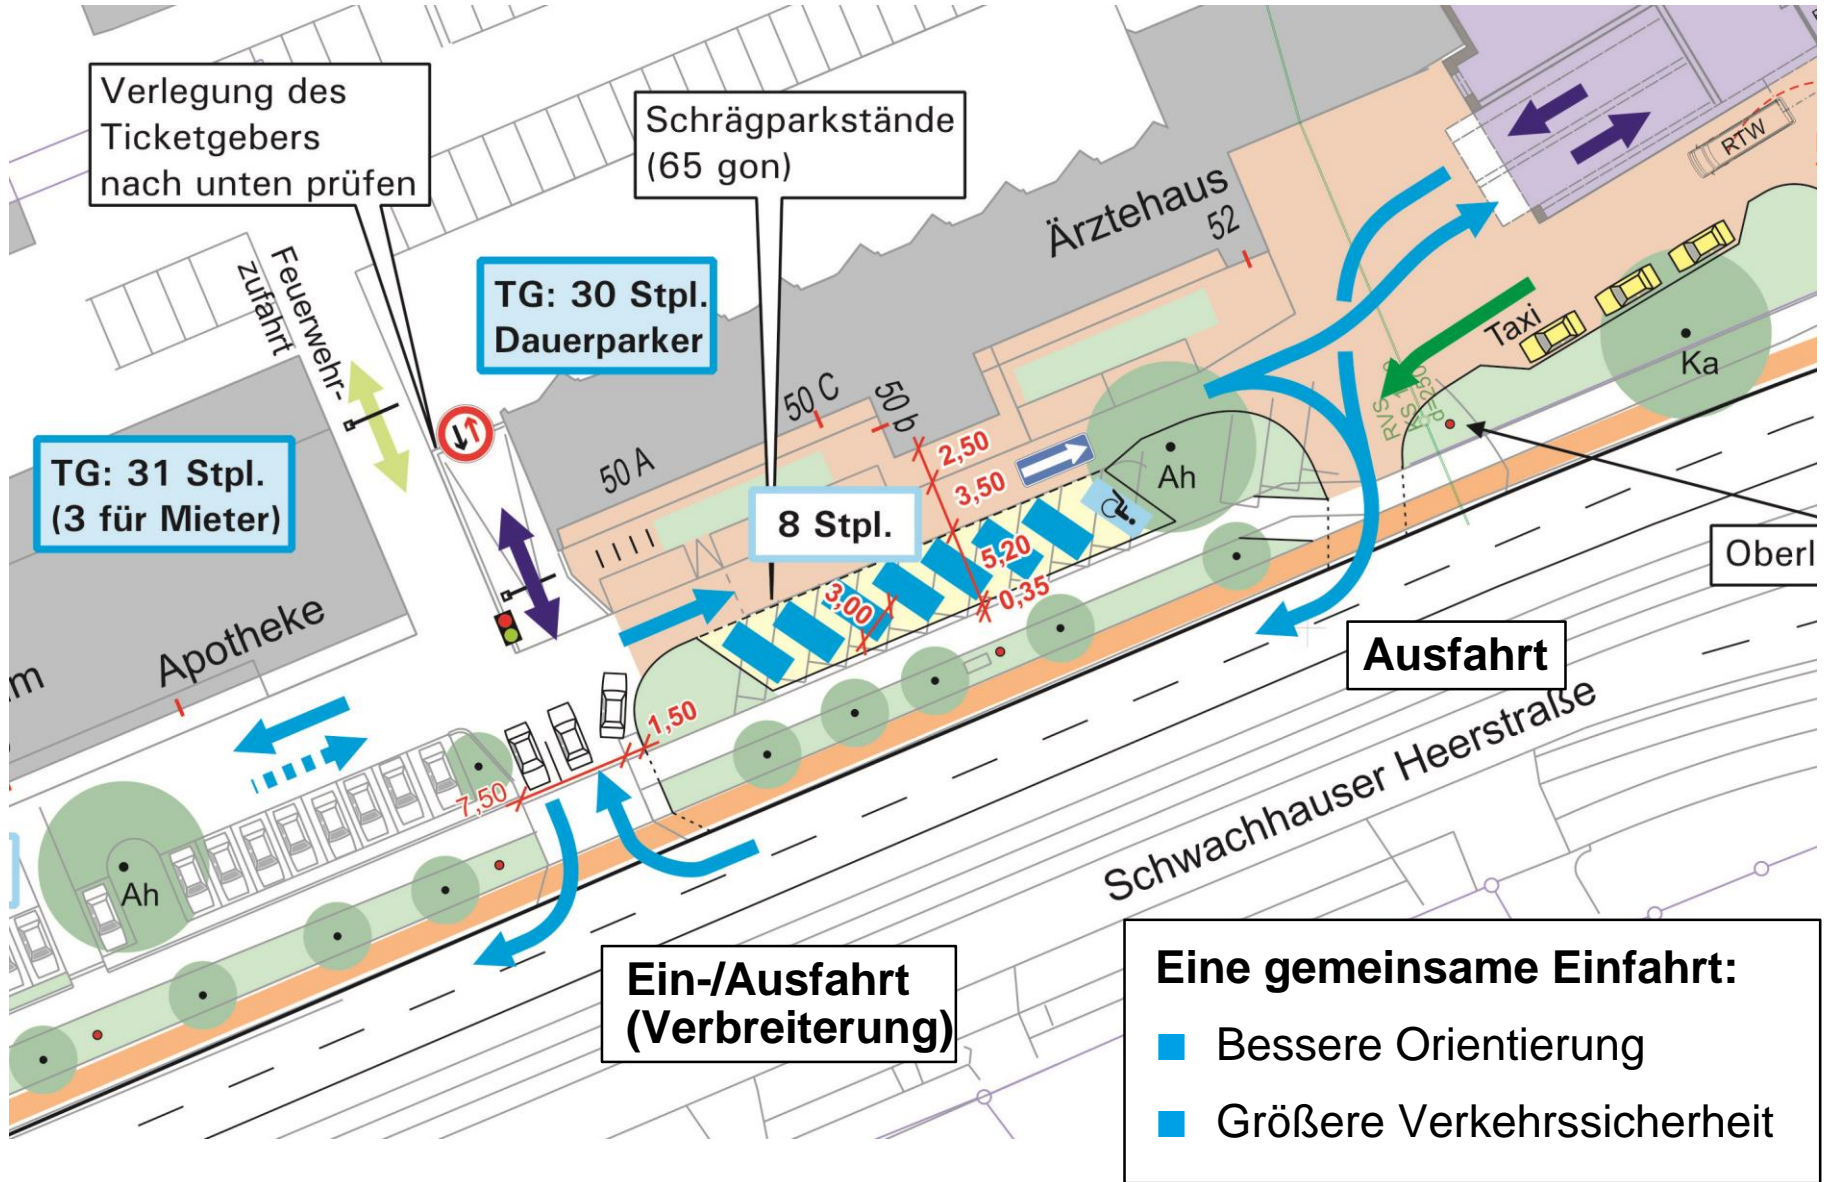 Verlegung des
Ticketgebers
nach unten prüfen
Schrägparkstände
(65 gon)
RTW
Ärztehaus
52
Feuerwehr-
zufahrt
TG: 30 Stpl.
Dauerparker
Taxi
Ka
50 C
50 b
50 A
2,50
3,50
Ah
TG: 31 Stpl.
(3 für Mieter)
8 Stpl.
RVS
5,20
3,00
0,35
Oberl
Apotheke
m
Ausfahrt
1,50
7,50
Schwachhauser Heerstraße
Ah
Ein-/Ausfahrt
(Verbreiterung)
Eine gemeinsame Einfahrt:
Bessere Orientierung
Größere Verkehrssicherheit